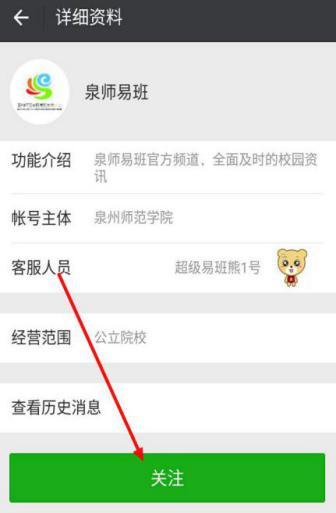 详细资料
泉师易班
功能介绍 泉师易班官方频道，全面及时的校园资
讯
帐号主体 泉州师范学院
客服人员 超级易班熊1号
经营范围 公立院校
查看历史消息
关注